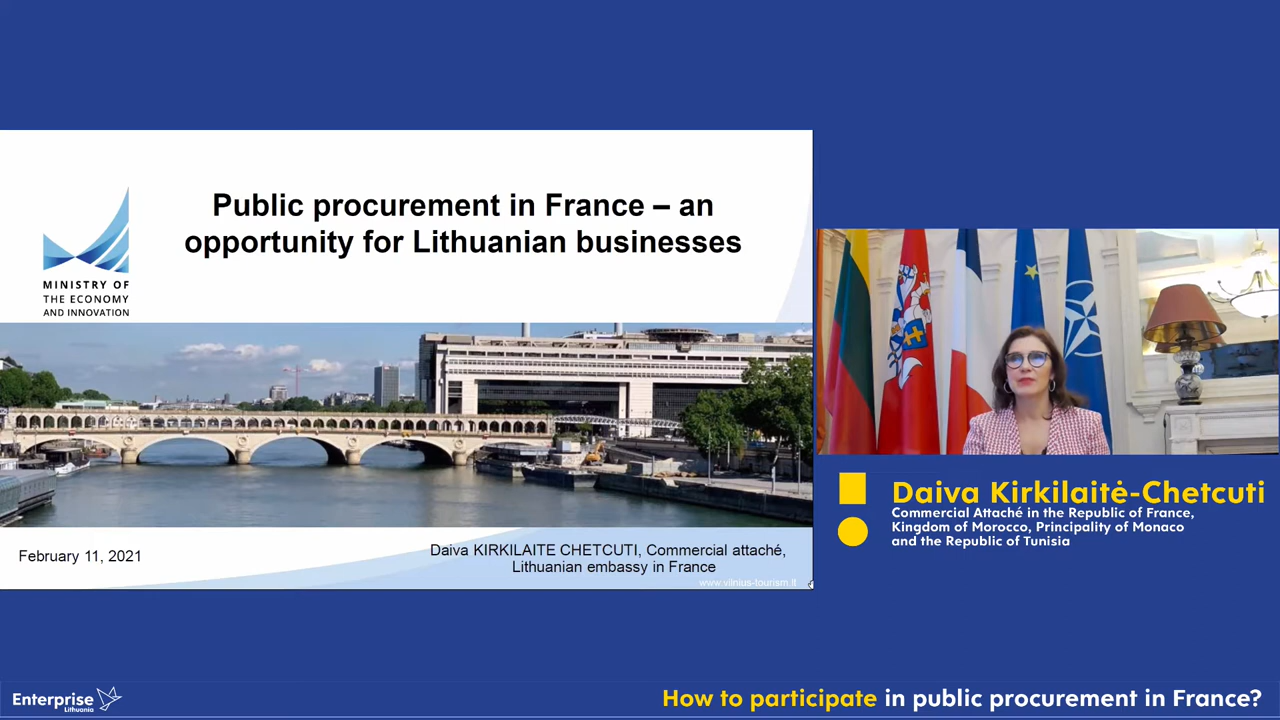 Public procurement in France – an
opportunity for Lithuanian businesses
MINISTRY OF
THE ECONOMY
AND INNOVATION
February 11, 2021
Daiva KIRKILAITE CHETCUTI, Commercial attaché,
Lithuanian embassy in France
www.vilnius-tourism.lt
Daiva Kirkilaitė-Chetcuti
Commercial Attaché in the Republic of France,
Kingdom of Morocco, Principality of Monaco
and the Republic of Tunisia
Enterprise
Lithuania
How to participate in public procurement in France?